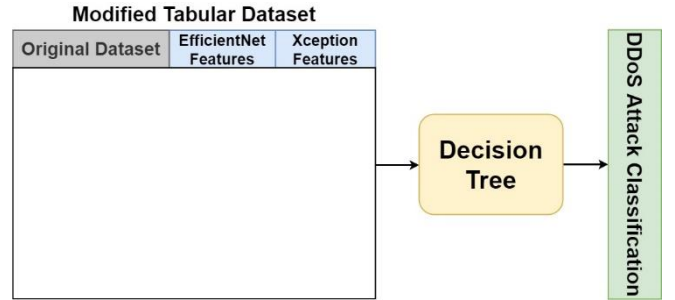 Modified Tabular Dataset
Original Dataset
EfficientNet
Features
Xception
Features
Decision
Tree
DDoS Attack Classification